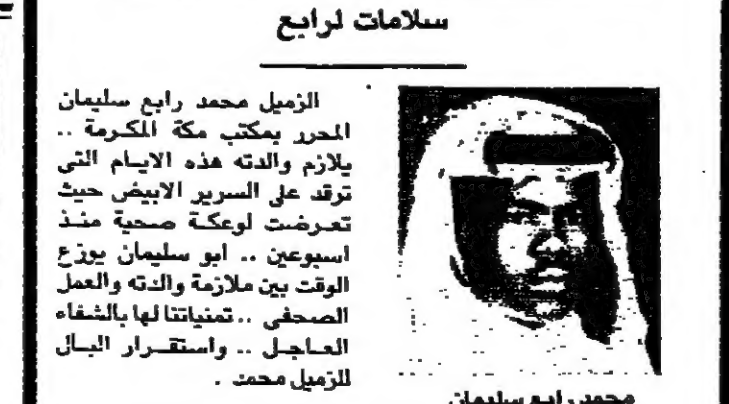 سلامات لرابع
الزميل محمد رابع سليمان
المحرر بمكتب مكة المكرمة ..
يلازم والدته هذه الايام التى
ترقد على السرير الابيض حيث
تعرضت لوعكة صحية منذ
اسبوعين .. ابو سليمان يوزع
الوقت بين ملازمة والدته والعمل
الصحفى .. تمنياتنا لها بالشفاء
العاجل .. واستقرار البال
للزميل محمد .
محمد رابع سليمان